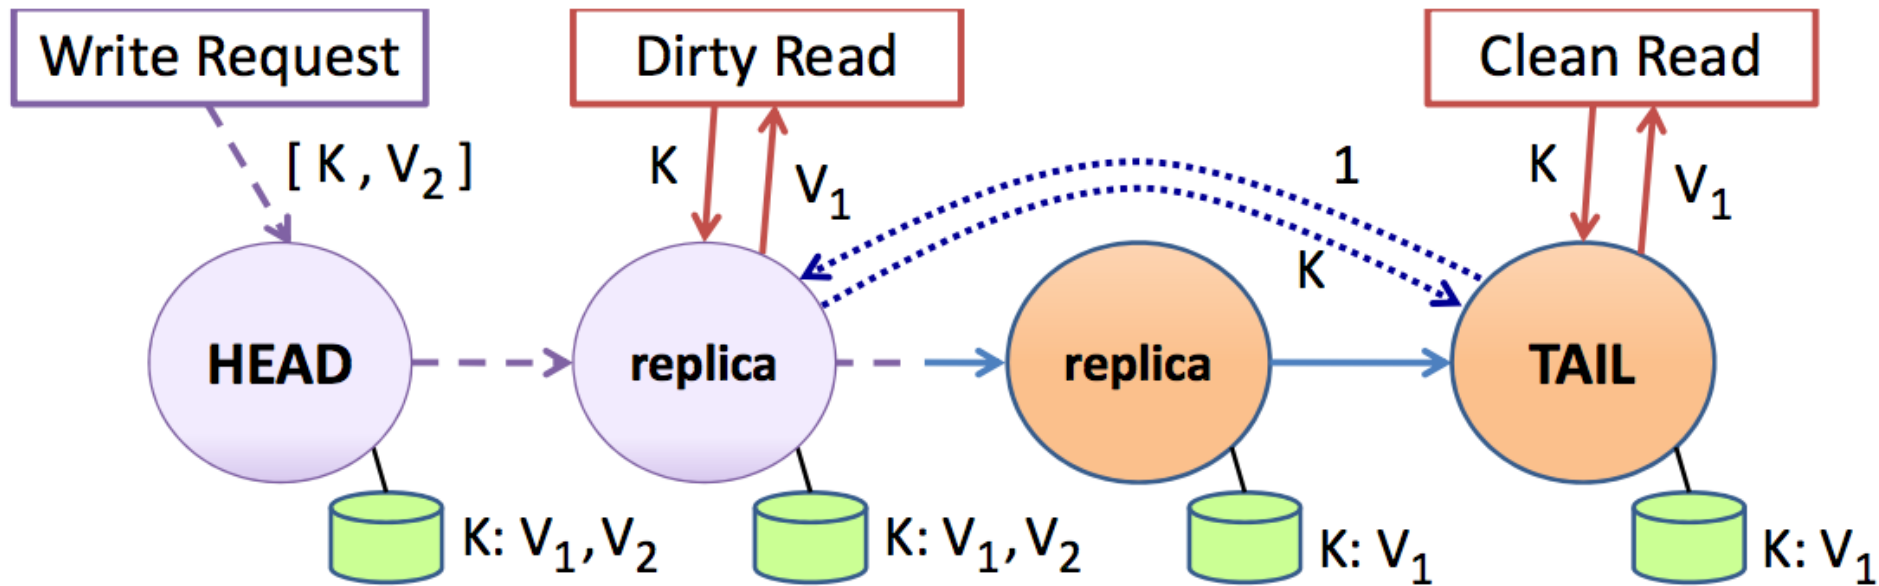 Write Request
Dirty Read
Clean Read
[ K , V₂ ]
K
V₁
1
K
K
V₁
HEAD
replica
replica
TAIL
K: V₁, V₂
K: V₁, V₂
K: V₁
K: V₁